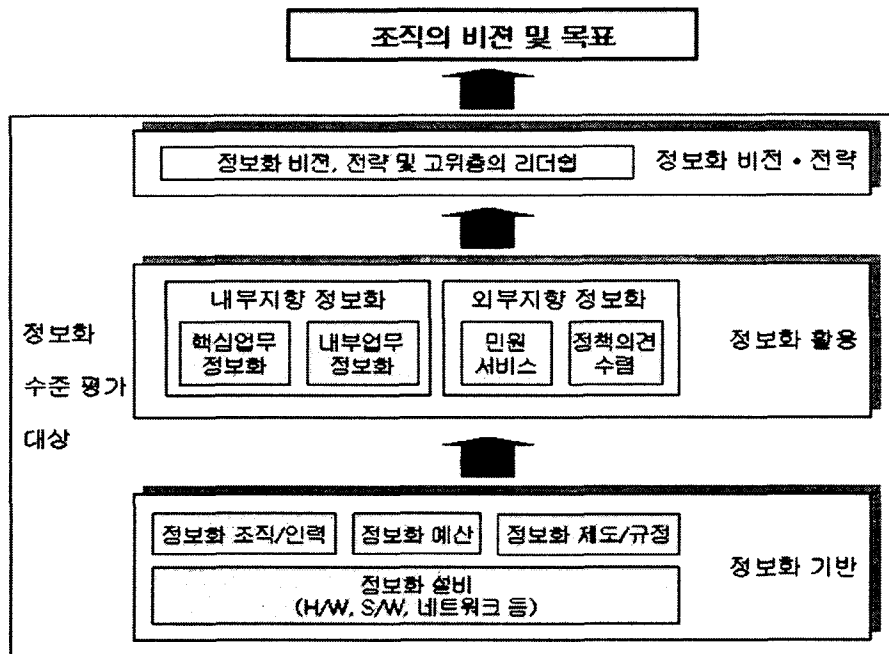 조직의 비젼 및 목표
정보화 비젼, 전략 및 고위층의 리더쉽
정보화 비전 • 전략
정보화
수준 평가
대상
내부지향 정보화
외부지향 정보화
핵심업무
정보화
내부업무
정보화
민원
서비스
정책의견
수렴
정보화 활용
정보화 조직/인력
정보화 예산
정보화 제도/규정
정보화 설비
(H/W, S/W, 네트워크 등)
정보화 기반